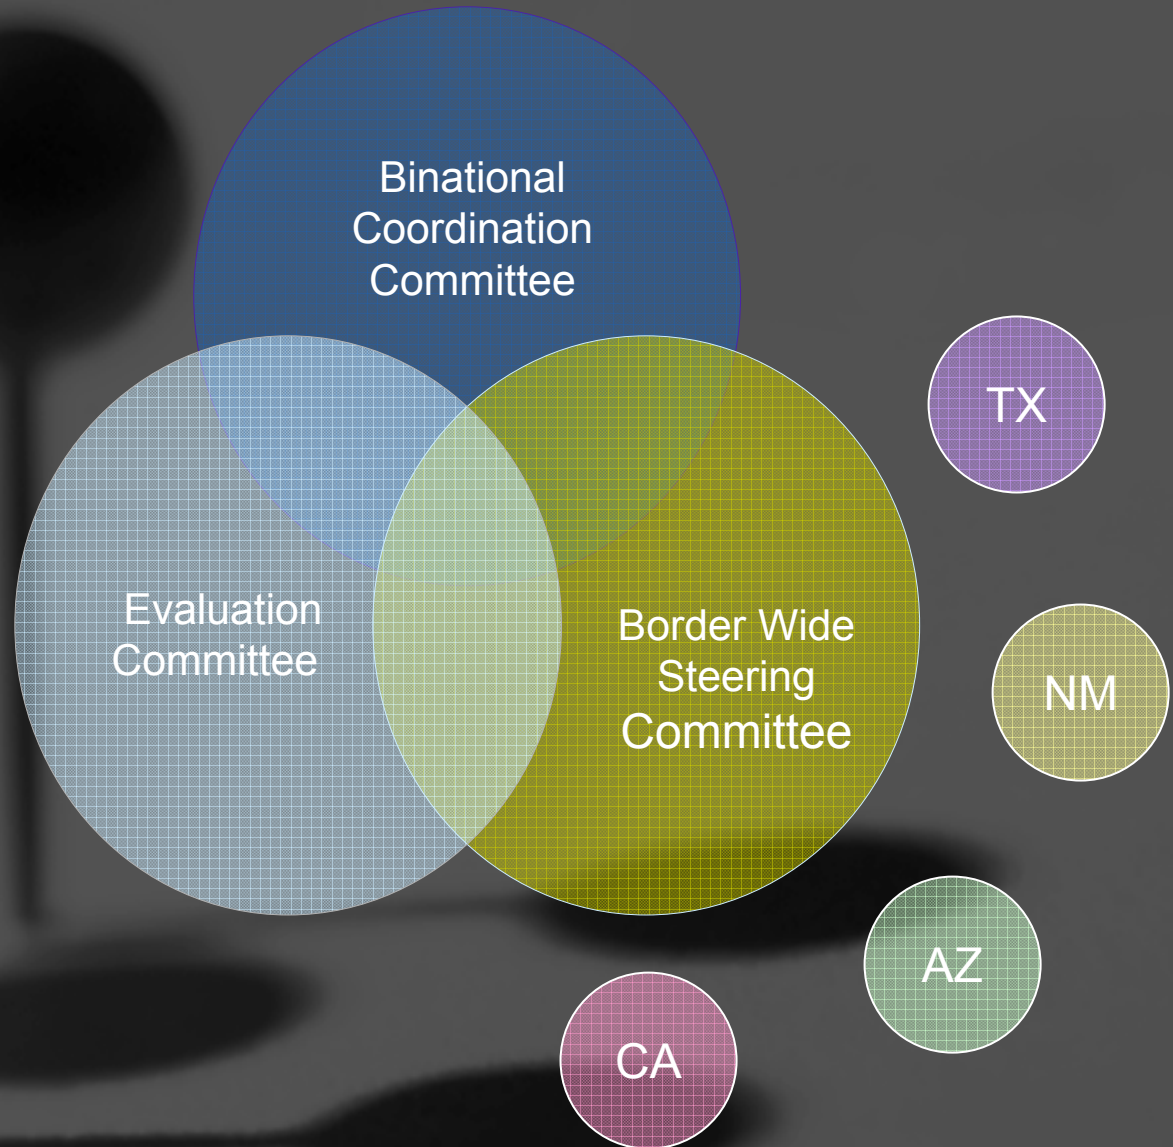 Binational
Coordination
Committee
Evaluation
Committee
Border Wide
Steering
Committee
TX
NM
AZ
CA